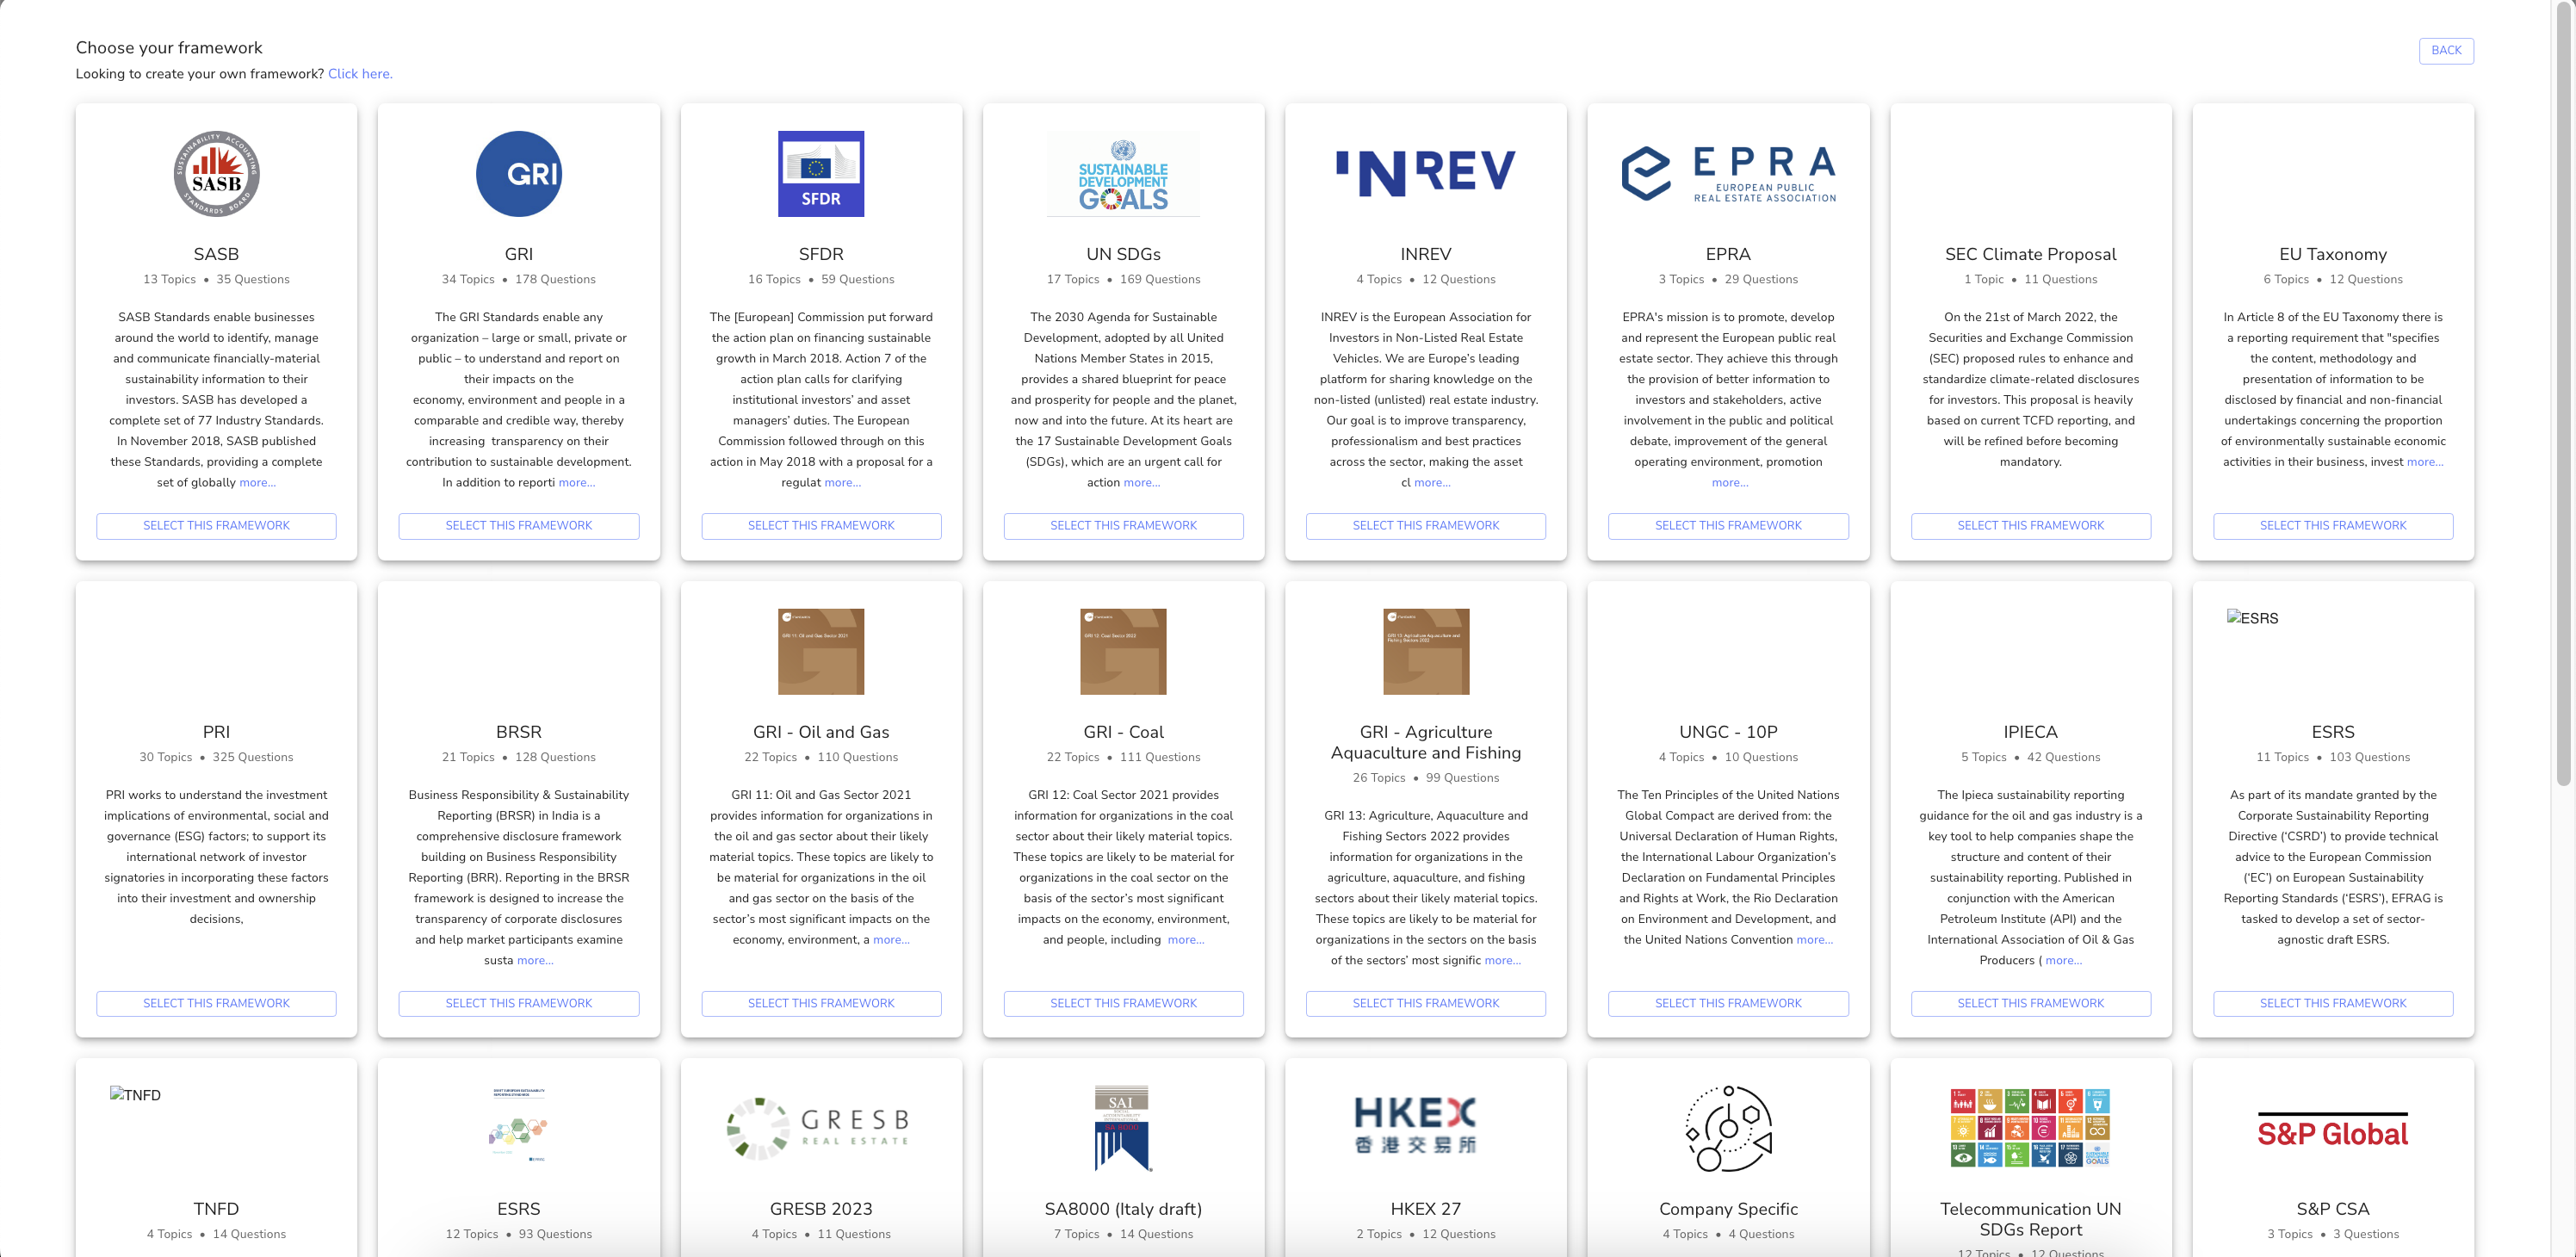 Choose your framework
BACK
Looking to create your own framework? Click here.
SUSTAINABILITY ACCOUNTING
SASB
STANDARDS BOARD
GRI
SFDR
SUSTAINABLE
DEVELOPMENT
GOALS
INREV
EPRA
EUROPEAN PUBLIC
REAL ESTATE ASSOCIATION
SASB
13 Topics • 35 Questions
SASB Standards enable businesses
around the world to identify, manage
and communicate financially-material
sustainability information to their
investors. SASB has developed a
complete set of 77 Industry Standards.
In November 2018, SASB published
these Standards, providing a complete
set of globally more...
SELECT THIS FRAMEWORK
GRI
34 Topics • 178 Questions
The GRI Standards enable any
organization – large or small, private or
public – to understand and report on
their impacts on the
economy, environment and people in a
comparable and credible way, thereby
increasing  transparency on their
contribution to sustainable development.
In addition to reporti more...
SELECT THIS FRAMEWORK
SFDR
16 Topics • 59 Questions
The [European] Commission put forward
the action plan on financing sustainable
growth in March 2018. Action 7 of the
action plan calls for clarifying
institutional investors’ and asset
managers’ duties. The European
Commission followed through on this
action in May 2018 with a proposal for a
regulat more...
SELECT THIS FRAMEWORK
UN SDGs
17 Topics • 169 Questions
The 2030 Agenda for Sustainable
Development, adopted by all United
Nations Member States in 2015,
provides a shared blueprint for peace
and prosperity for people and the planet,
now and into the future. At its heart are
the 17 Sustainable Development Goals
(SDGs), which are an urgent call for
action more...
SELECT THIS FRAMEWORK
INREV
4 Topics • 12 Questions
INREV is the European Association for
Investors in Non-Listed Real Estate
Vehicles. We are Europe’s leading
platform for sharing knowledge on the
non-listed (unlisted) real estate industry.
Our goal is to improve transparency,
professionalism and best practices
across the sector, making the asset
cl more...
SELECT THIS FRAMEWORK
EPRA
3 Topics • 29 Questions
EPRA's mission is to promote, develop
and represent the European public real
estate sector. They achieve this through
the provision of better information to
investors and stakeholders, active
involvement in the public and political
debate, improvement of the general
operating environment, promotion
more...
SELECT THIS FRAMEWORK
SEC Climate Proposal
1 Topic • 11 Questions
On the 21st of March 2022, the
Securities and Exchange Commission
(SEC) proposed rules to enhance and
standardize climate-related disclosures
for investors. This proposal is heavily
based on current TCFD reporting, and
will be refined before becoming
mandatory.
SELECT THIS FRAMEWORK
EU Taxonomy
6 Topics • 12 Questions
In Article 8 of the EU Taxonomy there is
a reporting requirement that "specifies
the content, methodology and
presentation of information to be
disclosed by financial and non-financial
undertakings concerning the proportion
of environmentally sustainable economic
activities in their business, invest more...
SELECT THIS FRAMEWORK
PRI
30 Topics • 325 Questions
PRI works to understand the investment
implications of environmental, social and
governance (ESG) factors; to support its
international network of investor
signatories in incorporating these factors
into their investment and ownership
decisions,
SELECT THIS FRAMEWORK
BRSR
21 Topics • 128 Questions
Business Responsibility & Sustainability
Reporting (BRSR) in India is a
comprehensive disclosure framework
building on Business Responsibility
Reporting (BRR). Reporting in the BRSR
framework is designed to increase the
transparency of corporate disclosures
and help market participants examine
susta more...
SELECT THIS FRAMEWORK
GRI 11: Oil and Gas Sector 2021
GRI - Oil and Gas
22 Topics • 110 Questions
GRI 11: Oil and Gas Sector 2021
provides information for organizations in
the oil and gas sector about their likely
material topics. These topics are likely to
be material for organizations in the oil
and gas sector on the basis of the
sector’s most significant impacts on the
economy, environment, a more...
SELECT THIS FRAMEWORK
GRI 12: Coal Sector 2022
GRI - Coal
22 Topics • 111 Questions
GRI 12: Coal Sector 2021 provides
information for organizations in the coal
sector about their likely material topics.
These topics are likely to be material for
organizations in the coal sector on the
basis of the sector’s most significant
impacts on the economy, environment,
and people, including  more...
SELECT THIS FRAMEWORK
GRI 13: Agriculture Aquaculture and
Fishing Sectors 2022
GRI - Agriculture
Aquaculture and Fishing
26 Topics • 99 Questions
GRI 13: Agriculture, Aquaculture and
Fishing Sectors 2022 provides
information for organizations in the
agriculture, aquaculture, and fishing
sectors about their likely material topics.
These topics are likely to be material for
organizations in the sectors on the basis
of the sectors’ most signific more...
SELECT THIS FRAMEWORK
UNGC - 10P
4 Topics • 10 Questions
The Ten Principles of the United Nations
Global Compact are derived from: the
Universal Declaration of Human Rights,
the International Labour Organization’s
Declaration on Fundamental Principles
and Rights at Work, the Rio Declaration
on Environment and Development, and
the United Nations Convention more...
SELECT THIS FRAMEWORK
IPIECA
5 Topics • 42 Questions
The Ipieca sustainability reporting
guidance for the oil and gas industry is a
key tool to help companies shape the
structure and content of their
sustainability reporting. Published in
conjunction with the American
Petroleum Institute (API) and the
International Association of Oil & Gas
Producers ( more...
SELECT THIS FRAMEWORK
ESRS
ESRS
11 Topics • 103 Questions
As part of its mandate granted by the
Corporate Sustainability Reporting
Directive (‘CSRD’) to provide technical
advice to the European Commission
(‘EC’) on European Sustainability
Reporting Standards (‘ESRS’), EFRAG is
tasked to develop a set of sector-
agnostic draft ESRS.
SELECT THIS FRAMEWORK
TNFD
TNFD
4 Topics • 14 Questions
ESRS
12 Topics • 93 Questions
GRESB
REAL ESTATE
GRESB 2023
4 Topics • 11 Questions
SAI
SA 8000
SA8000 (Italy draft)
7 Topics • 14 Questions
HKEX
香港交易所
HKEX 27
2 Topics • 12 Questions
Company Specific
4 Topics • 4 Questions
Telecommunication UN
SDGs Report
12 Topics • 12 Questions
S&P Global
S&P CSA
3 Topics • 3 Questions